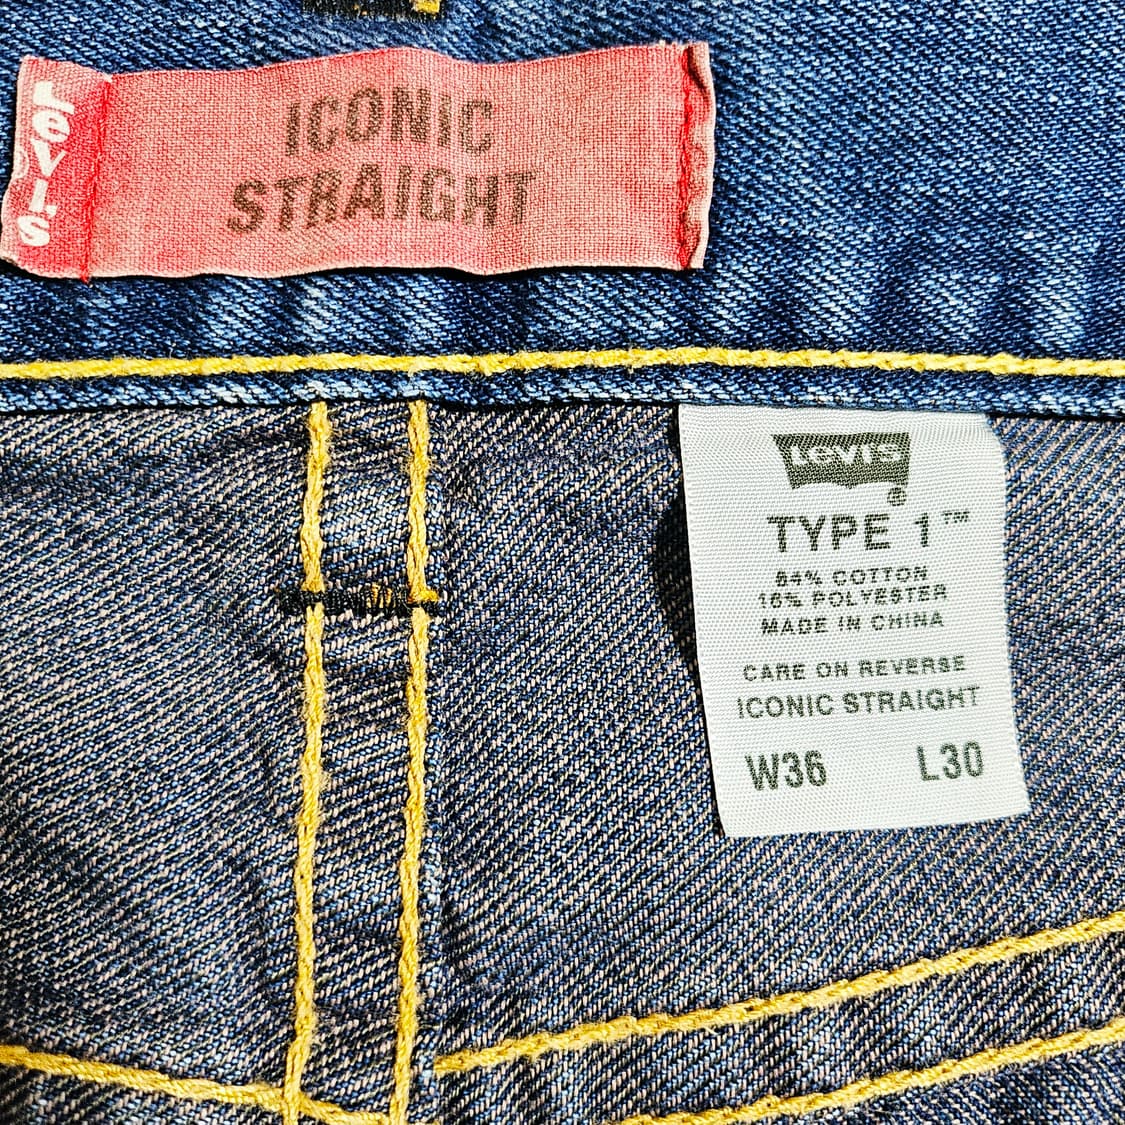 Levi's
®
ICONIC
STRAIGHT
Levi's
®
TYPE 1™
84% COTTON
16% POLYESTER
MADE IN CHINA
CARE ON REVERSE
ICONIC STRAIGHT
W36 L30